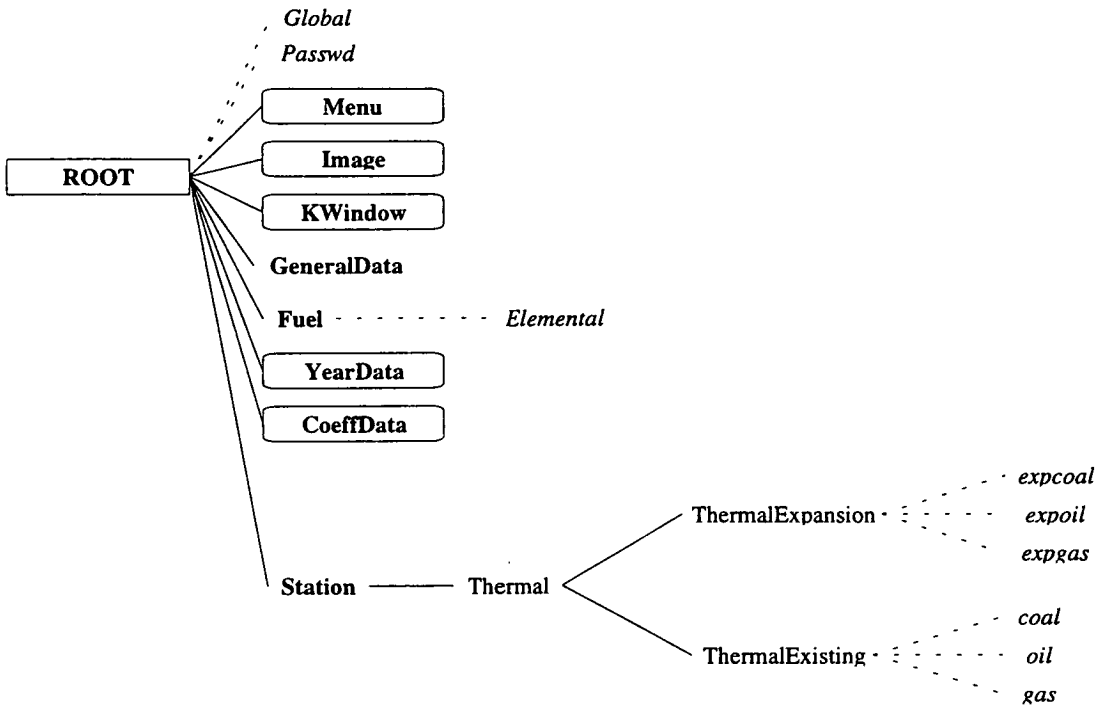 Global
Passwd
Menu
Image
ROOT
KWindow
GeneralData
Fuel
Elemental
YearData
CoeffData
expcoal
ThermalExpansion
expoil
expgas
Station
Thermal
coal
ThermalExisting
oil
gas